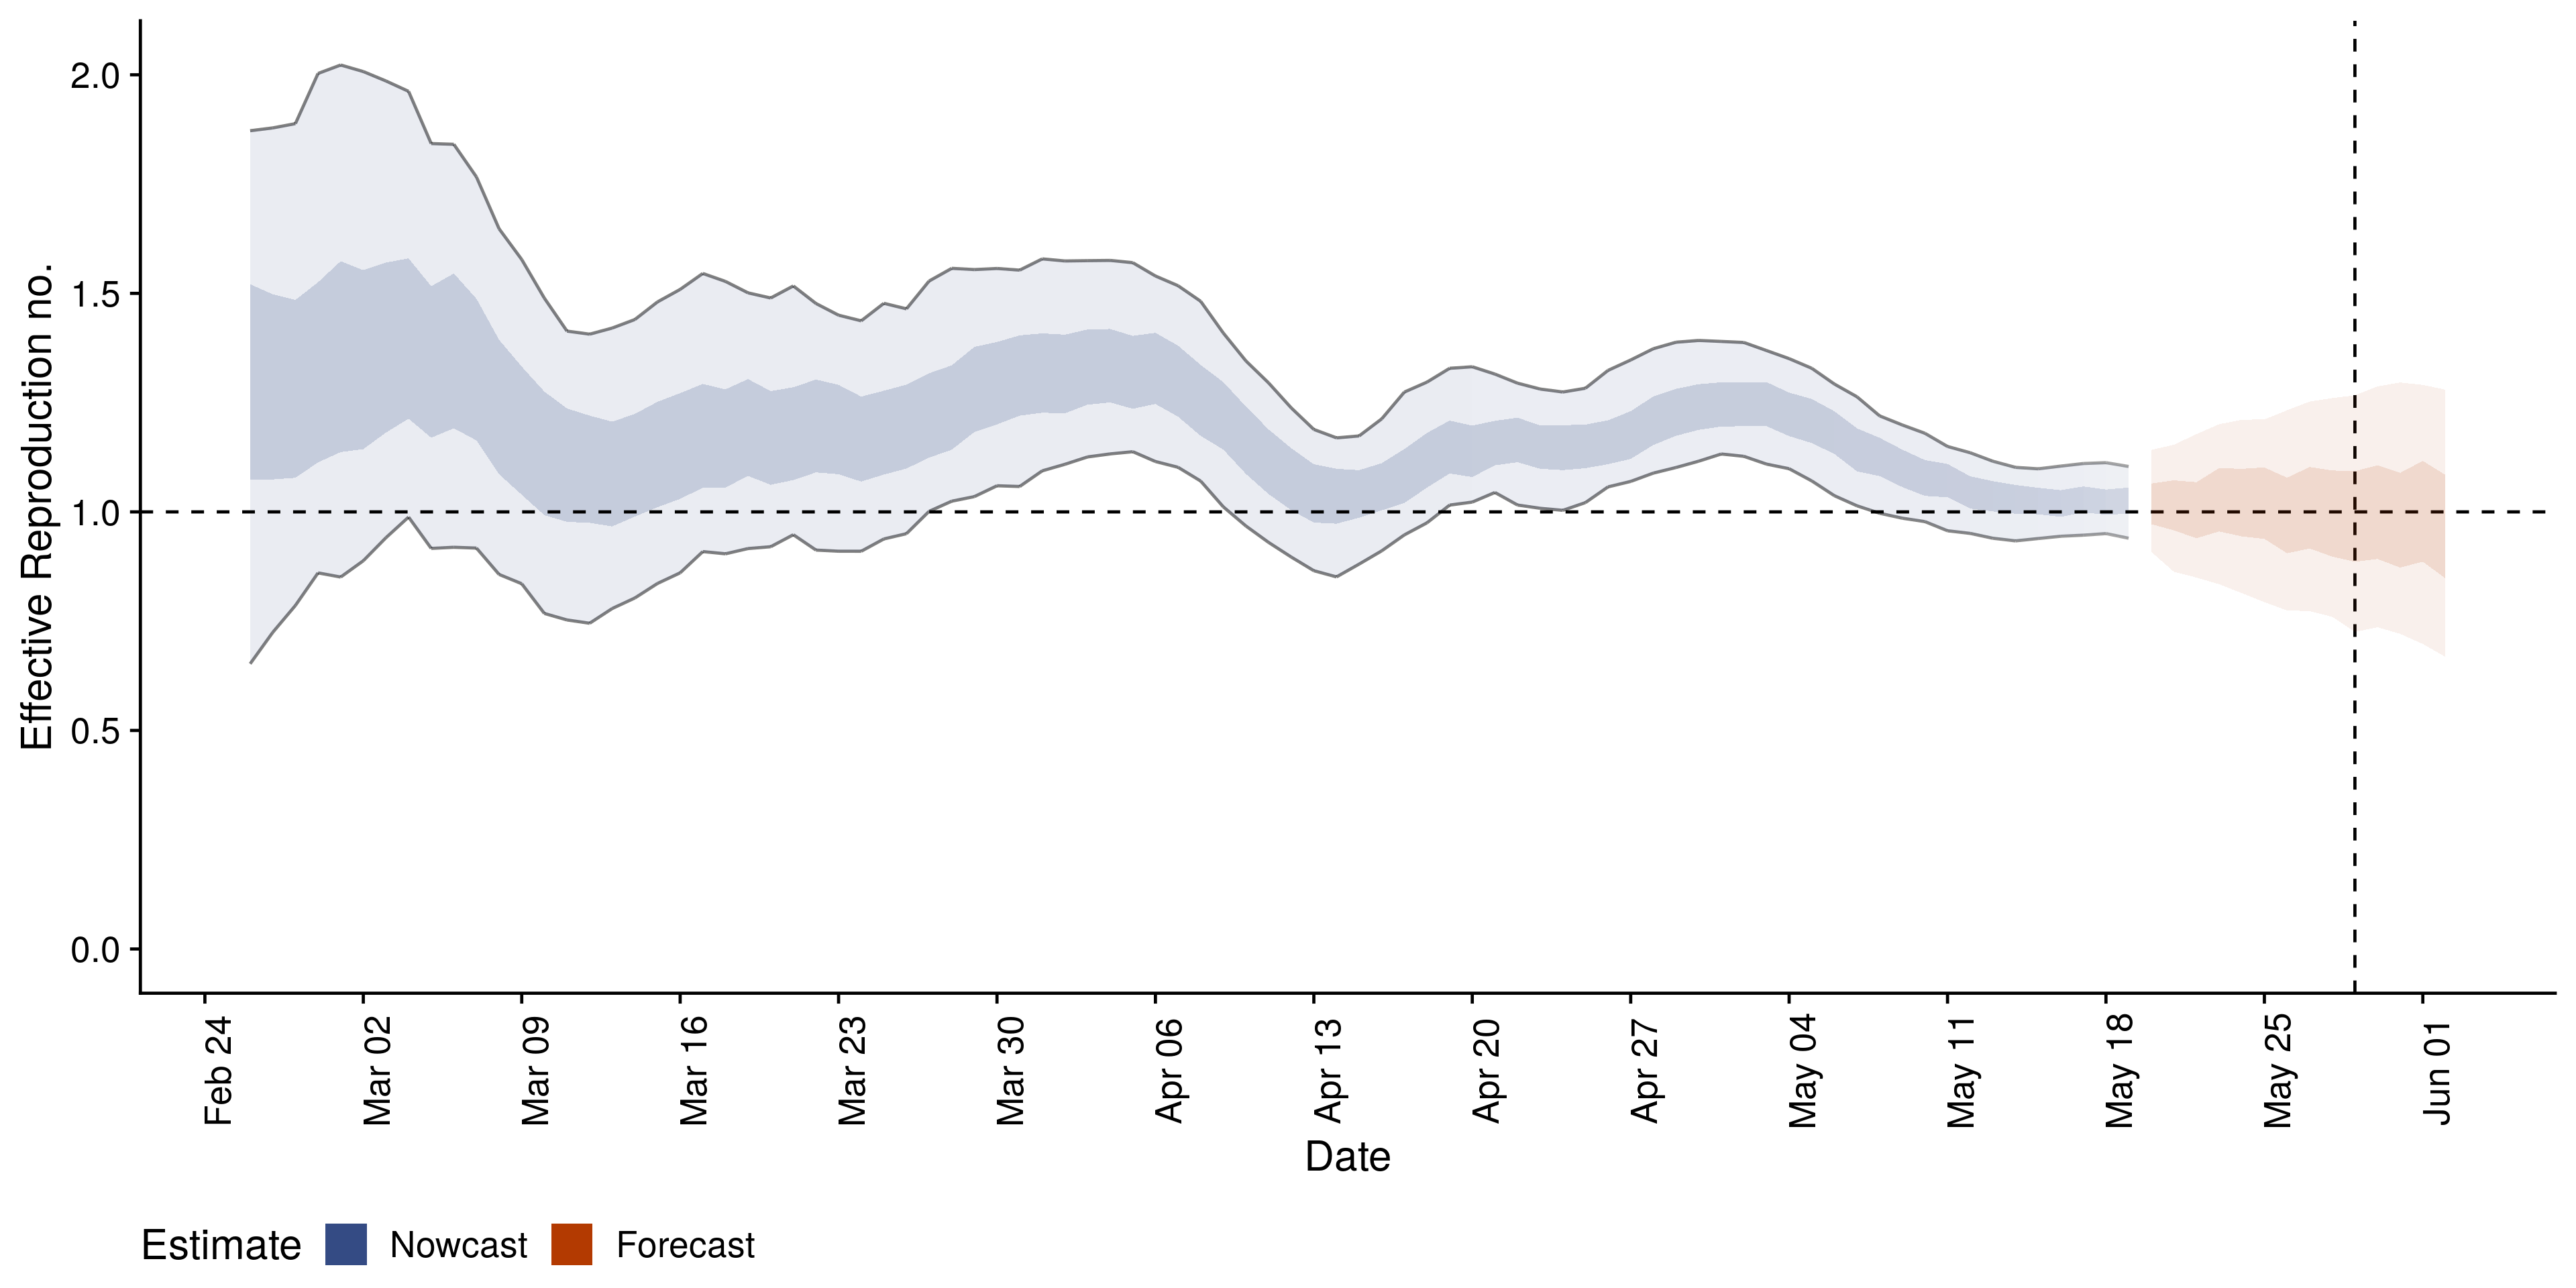 Effective Reproduction no.
2.0
1.5
1.0
0.5
0.0
Feb 24
Mar 02
Mar 09
Mar 16
Mar 23
Mar 30
Apr 06
Apr 13
Apr 20
Apr 27
May 04
May 11
May 18
May 25
Jun 01
Date
Estimate Nowcast Forecast